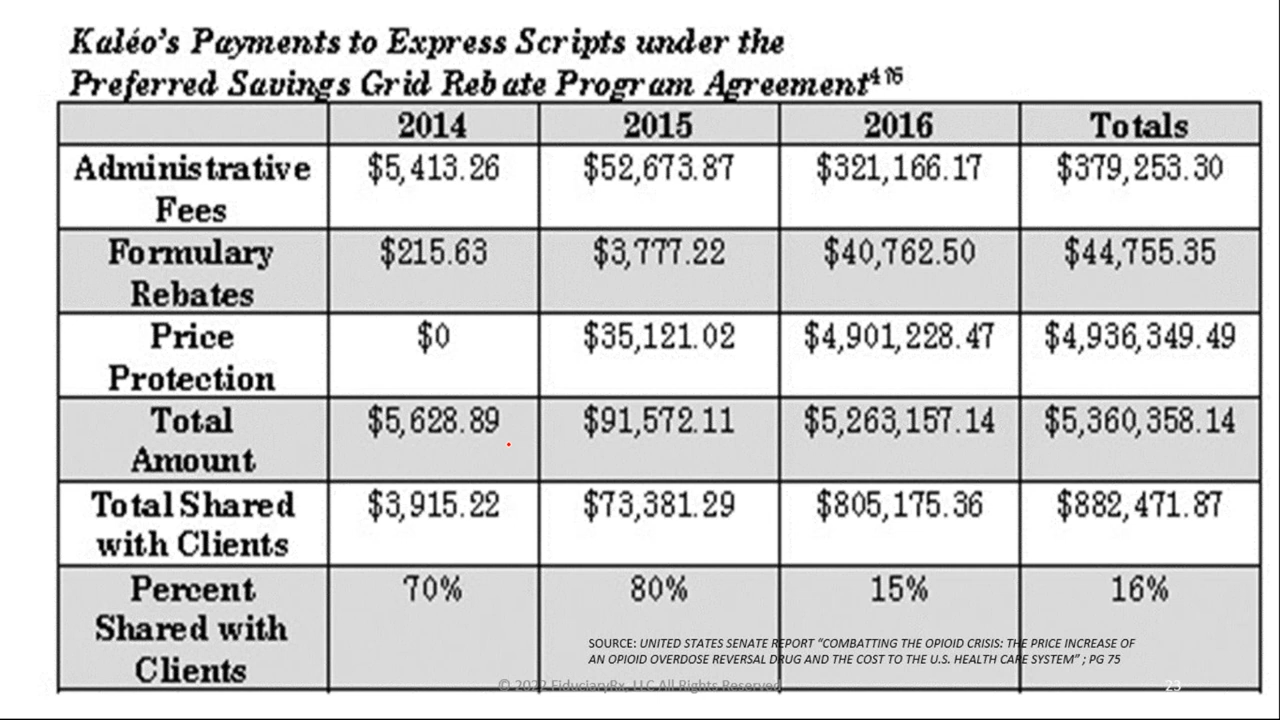 Kaléo's Payments to Express Scripts under the
Preferred Savings Grid Rebate Program Agreement⁴¹⁶
2014 2015 2016 Totals
Administrative Fees $5,413.26 $52,673.87 $321,166.17 $379,253.30
Formulary Rebates $215.63 $3,777.22 $40,762.50 $44,755.35
Price Protection $0 $35,121.02 $4,901,228.47 $4,936,349.49
Total Amount $5,628.89 $91,572.11 $5,263,157.14 $5,360,358.14
Total Shared with Clients $3,915.22 $73,381.29 $805,175.36 $882,471.87
Percent Shared with Clients 70% 80% 15% 16%
SOURCE: UNITED STATES SENATE REPORT “COMBATTING THE OPIOID CRISIS: THE PRICE INCREASE OF
AN OPIOID OVERDOSE REVERSAL DRUG AND THE COST TO THE U.S. HEALTH CARE SYSTEM” ; PG 75
© 2022 FiduciaryRx, LLC All Rights Reserved
23